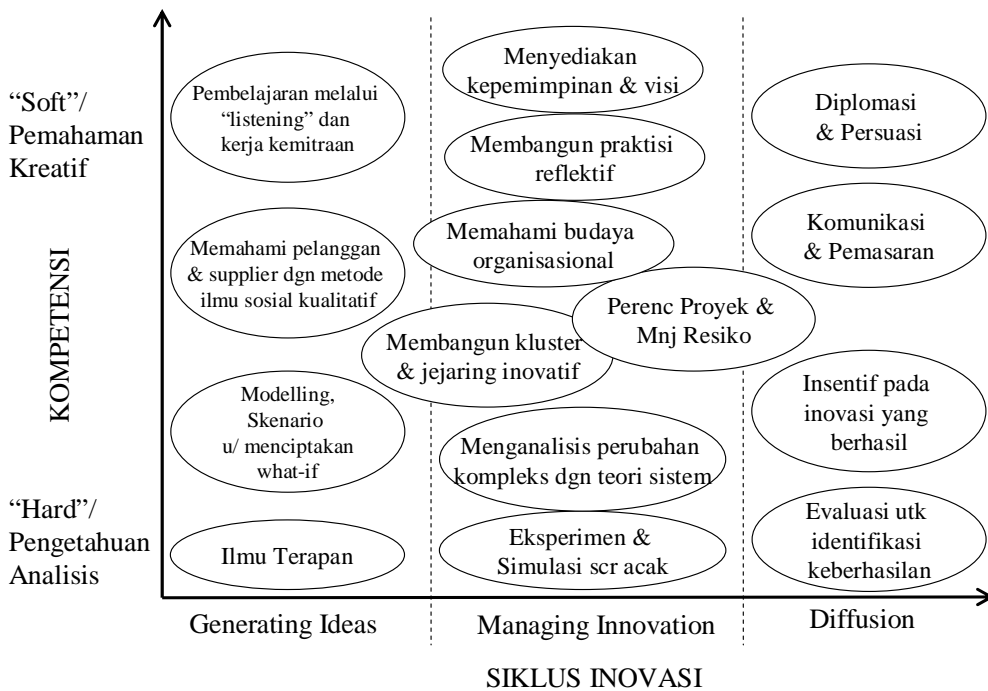 “Soft”/
Pemahaman
Kreatif
KOMPETENSI
“Hard”/
Pengetahuan
Analisis
Pembelajaran melalui
“listening” dan
kerja kemitraan
Memahami pelanggan
& supplier dgn metode
ilmu sosial kualitatif
Modelling,
Skenario
u/ menciptakan
what-if
Ilmu Terapan
Menyediakan
kepemimpinan & visi
Membangun praktisi
reflektif
Memahami budaya
organisasional
Perenc Proyek &
Mnj Resiko
Membangun kluster
& jejaring inovatif
Menganalisis perubahan
kompleks dgn teori sistem
Eksperimen &
Simulasi scr acak
Diplomasi
& Persuasi
Komunikasi
& Pemasaran
Insentif pada
inovasi yang
berhasil
Evaluasi utk
identifikasi
keberhasilan
Generating Ideas
Managing Innovation
Diffusion
SIKLUS INOVASI